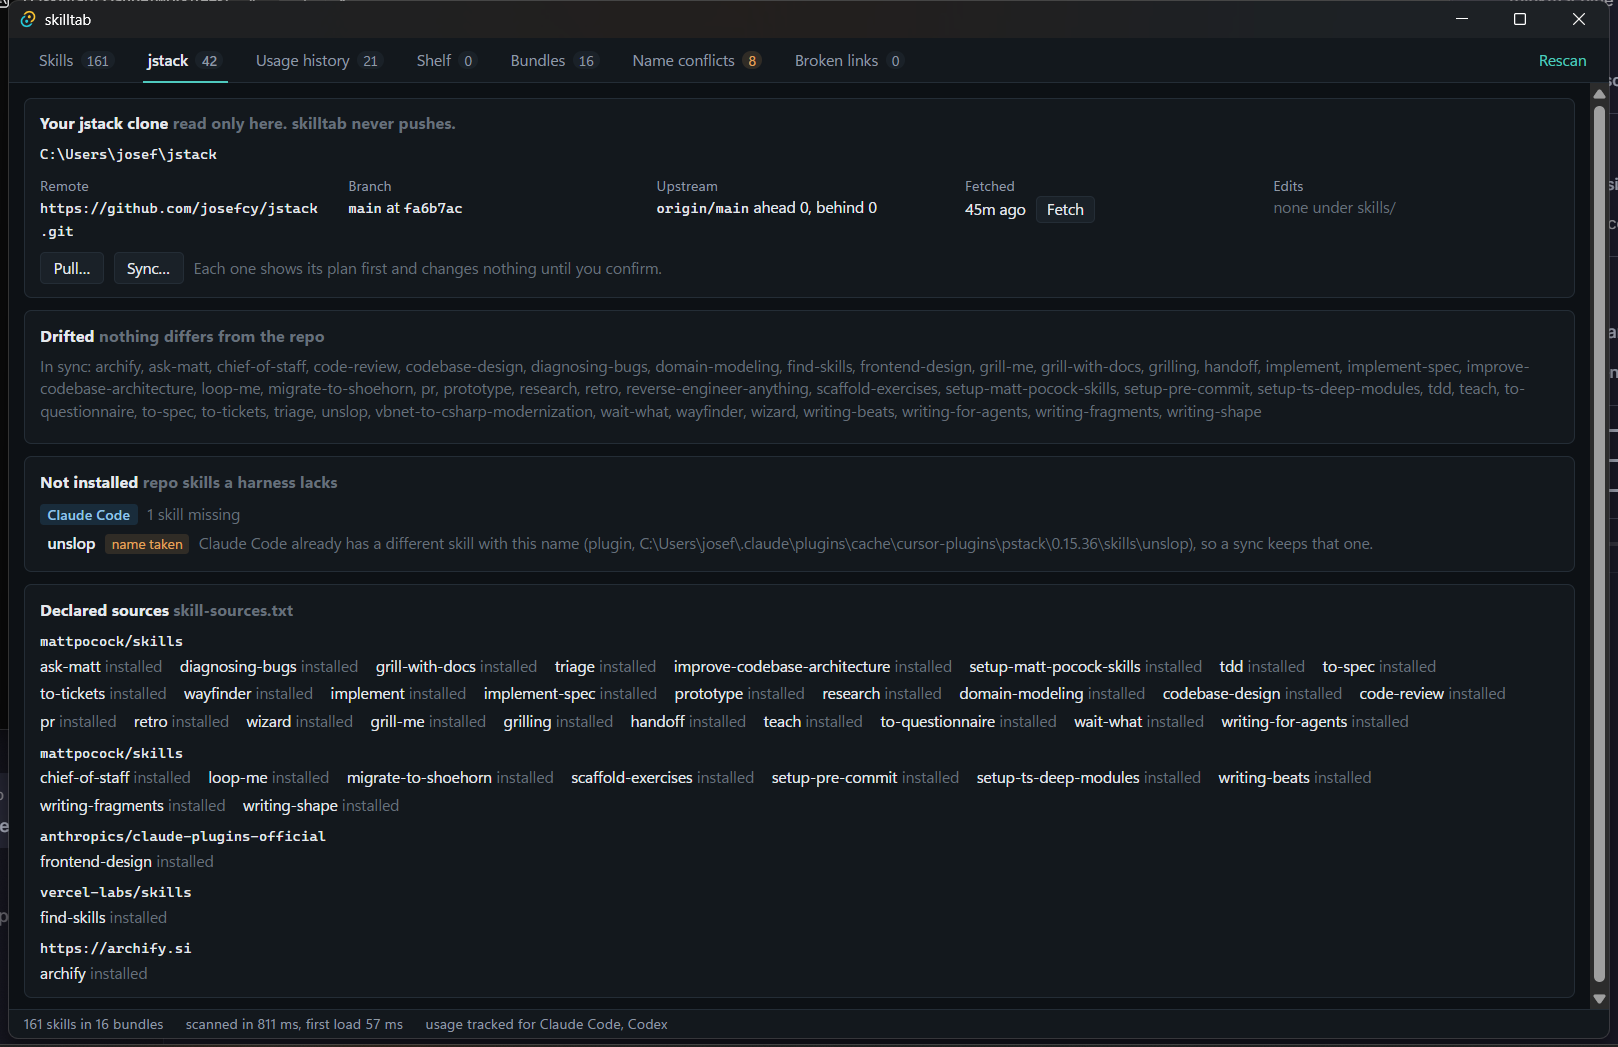 skilltab
Skills 161 jstack 42 Usage history 21 Shelf 0 Bundles 16 Name conflicts 8 Broken links 0 Rescan
Your jstack clone read only here. skilltab never pushes.
C:\Users\josef\jstack
Remote Branch Upstream Fetched Edits
https://github.com/josefcy/jstack main at fa6b7ac origin/main ahead 0, behind 0 45m ago Fetch none under skills/
.git
Pull... Sync... Each one shows its plan first and changes nothing until you confirm.
Drifted nothing differs from the repo
In sync: archify, ask-matt, chief-of-staff, code-review, codebase-design, diagnosing-bugs, domain-modeling, find-skills, frontend-design, grill-me, grill-with-docs, grilling, handoff, implement, implement-spec, improve-
codebase-architecture, loop-me, migrate-to-shoehorn, pr, prototype, research, retro, reverse-engineer-anything, scaffold-exercises, setup-matt-pocock-skills, setup-pre-commit, setup-ts-deep-modules, tdd, teach, to-
questionnaire, to-spec, to-tickets, triage, unslop, vbnet-to-csharp-modernization, wait-what, wayfinder, wizard, writing-beats, writing-for-agents, writing-fragments, writing-shape
Not installed repo skills a harness lacks
Claude Code 1 skill missing
unslop name taken Claude Code already has a different skill with this name (plugin, C:\Users\josef\.claude\plugins\cache\cursor-plugins\pstack\0.15.36\skills\unslop), so a sync keeps that one.
Declared sources skill-sources.txt
mattpocock/skills
ask-matt installed diagnosing-bugs installed grill-with-docs installed triage installed improve-codebase-architecture installed setup-matt-pocock-skills installed tdd installed to-spec installed
to-tickets installed wayfinder installed implement installed implement-spec installed prototype installed research installed domain-modeling installed codebase-design installed code-review installed
pr installed retro installed wizard installed grill-me installed grilling installed handoff installed teach installed to-questionnaire installed wait-what installed writing-for-agents installed
mattpocock/skills
chief-of-staff installed loop-me installed migrate-to-shoehorn installed scaffold-exercises installed setup-pre-commit installed setup-ts-deep-modules installed writing-beats installed
writing-fragments installed writing-shape installed
anthropics/claude-plugins-official
frontend-design installed
vercel-labs/skills
find-skills installed
https://archify.si
archify installed
161 skills in 16 bundles scanned in 811 ms, first load 57 ms usage tracked for Claude Code, Codex